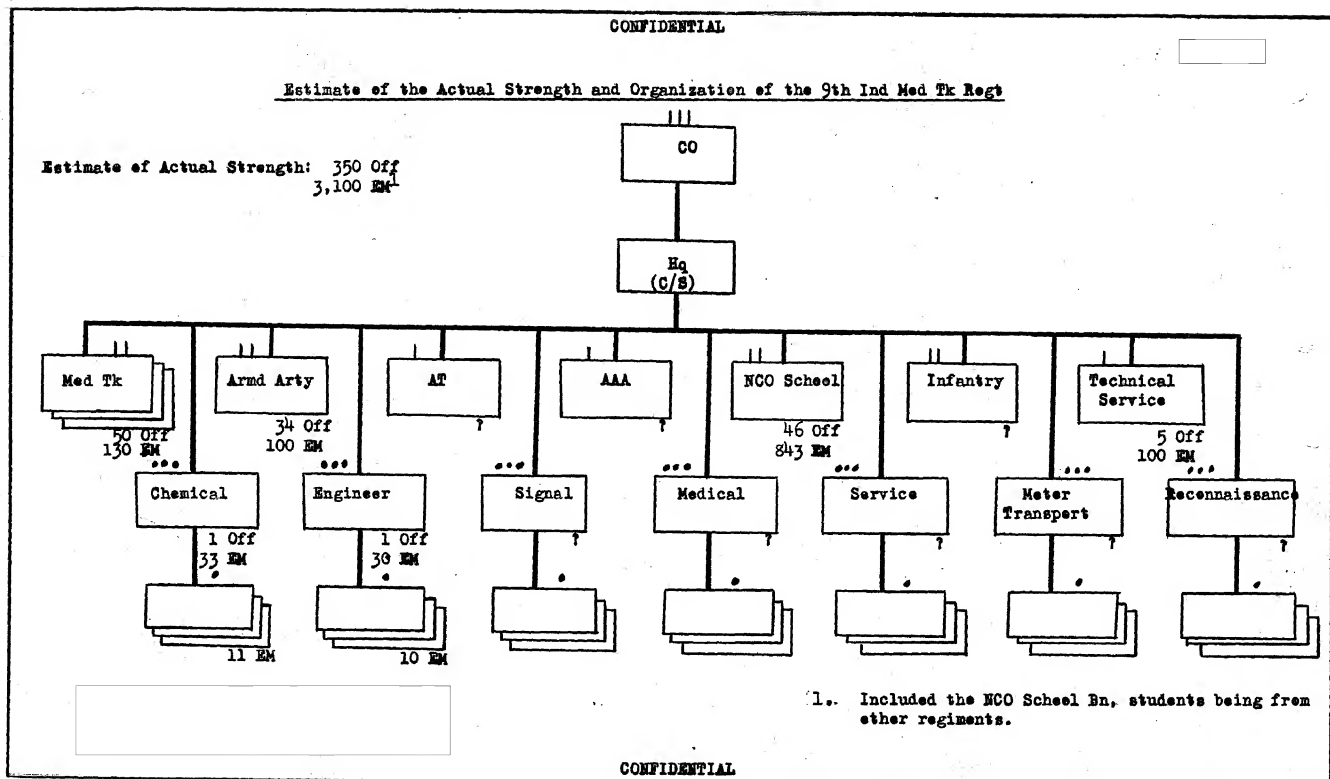 CONFIDENTIAL
Estimate of the Actual Strength and Organization of the 9th Ind Med Tk Regt
CO
Estimate of Actual Strength: 350 Off
3,100 EM1
Hq
(C/S)
Med Tk
50 Off
130 EM
Armd Arty
34 Off
100 EM
AT
?
AAA
?
NCO Scheel
46 Off
843 EM
Infantry
?
Technical
Service
5 Off
100 EM
Chemical
1 Off
33 EM
Engineer
1 Off
30 EM
Signal
?
Medical
?
Service
?
Meter
Transport
?
Reconnaissance
?
11 EM
10 EM
1. Included the NCO Scheel Bn, students being from
other regiments.
CONFIDENTIAL